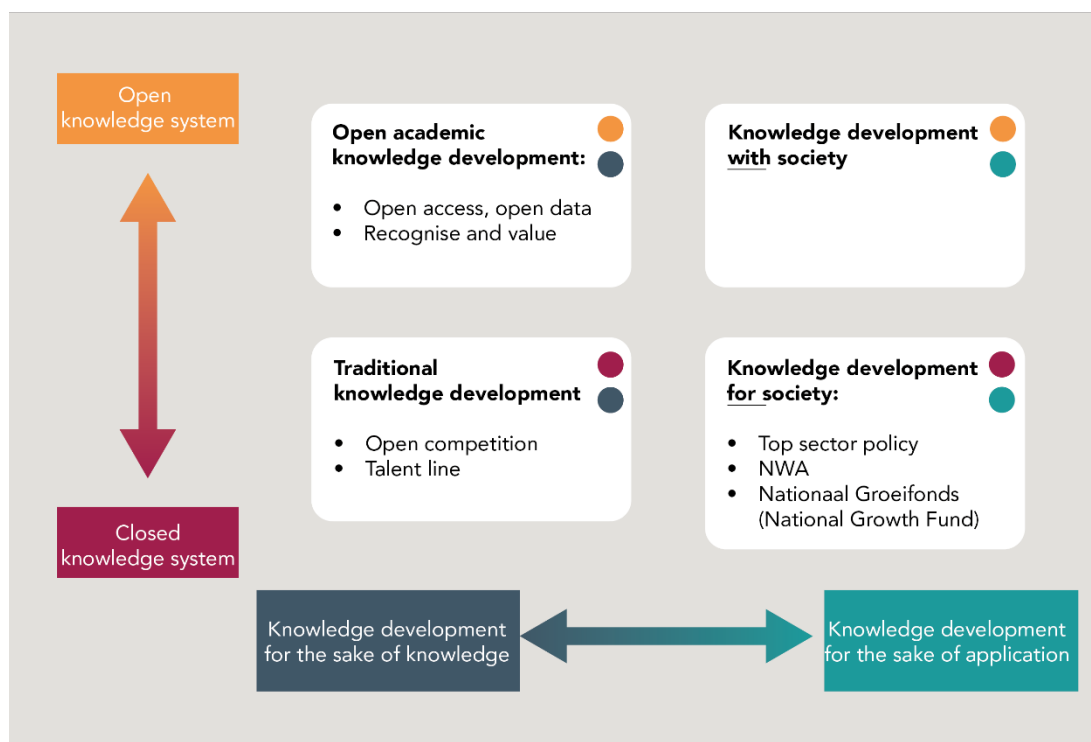 Open
knowledge system
Open academic
knowledge development:
• Open access, open data
• Recognise and value
Knowledge development
with society
Traditional
knowledge development
• Open competition
• Talent line
Knowledge development
for society:
• Top sector policy
• NWA
• Nationaal Groeifonds
(National Growth Fund)
Closed
knowledge system
Knowledge development
for the sake of knowledge
Knowledge development
for the sake of application